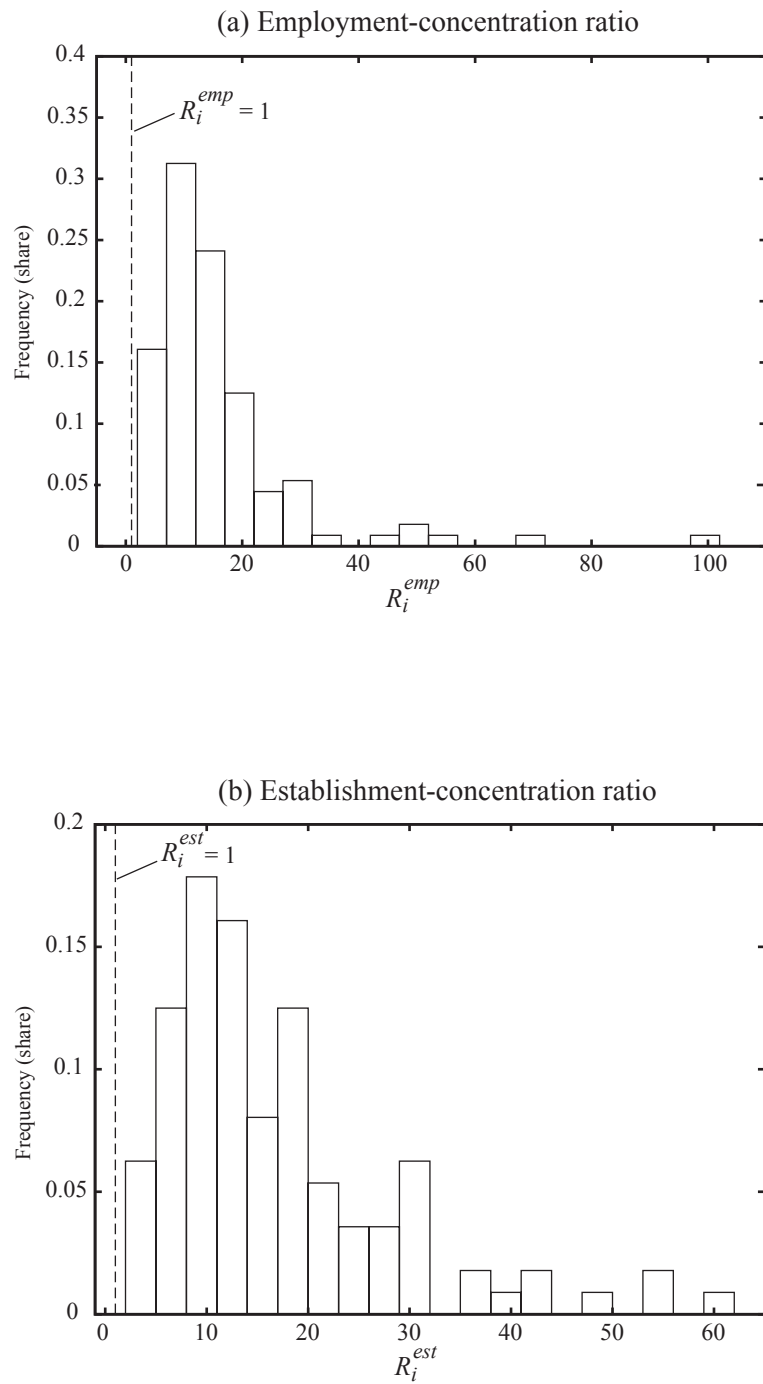 (a) Employment-concentration ratio
0.4
R_i^{emp} = 1
0.35
0.3
0.25
Frequency (share)
0.2
0.15
0.1
0.05
0
0 20 40 60 80 100
R_i^{emp}
(b) Establishment-concentration ratio
0.2
R_i^{est} = 1
0.15
Frequency (share)
0.1
0.05
0
0 10 20 30 40 50 60
R_i^{est}